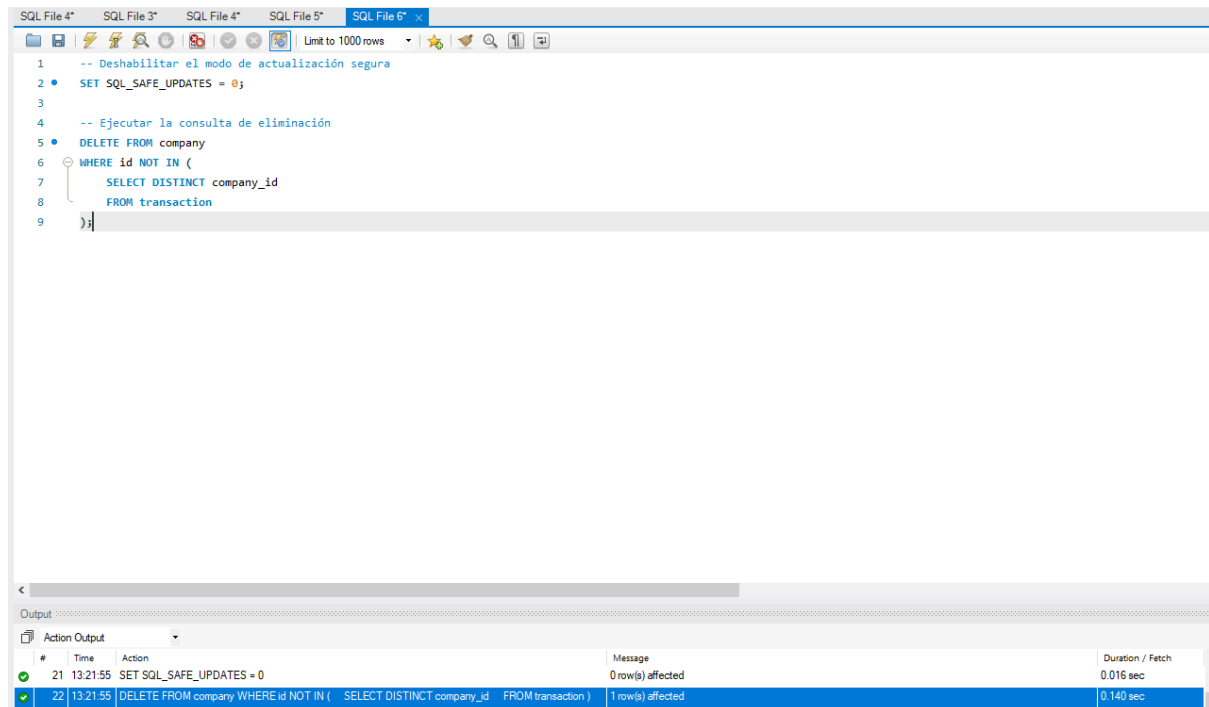 SQL File 4* SQL File 3* SQL File 4* SQL File 5* SQL File 6* ×
Limit to 1000 rows
1 -- Deshabilitar el modo de actualización segura
2 SET SQL_SAFE_UPDATES = 0;
3
4 -- Ejecutar la consulta de eliminación
5 DELETE FROM company
6 WHERE id NOT IN (
7 SELECT DISTINCT company_id
8 FROM transaction
9 );
Output
Action Output
# Time Action Message Duration / Fetch
21 13:21:55 SET SQL_SAFE_UPDATES = 0 0 row(s) affected 0.016 sec
22 13:21:55 DELETE FROM company WHERE id NOT IN ( SELECT DISTINCT company_id FROM transaction ) 1 row(s) affected 0.140 sec